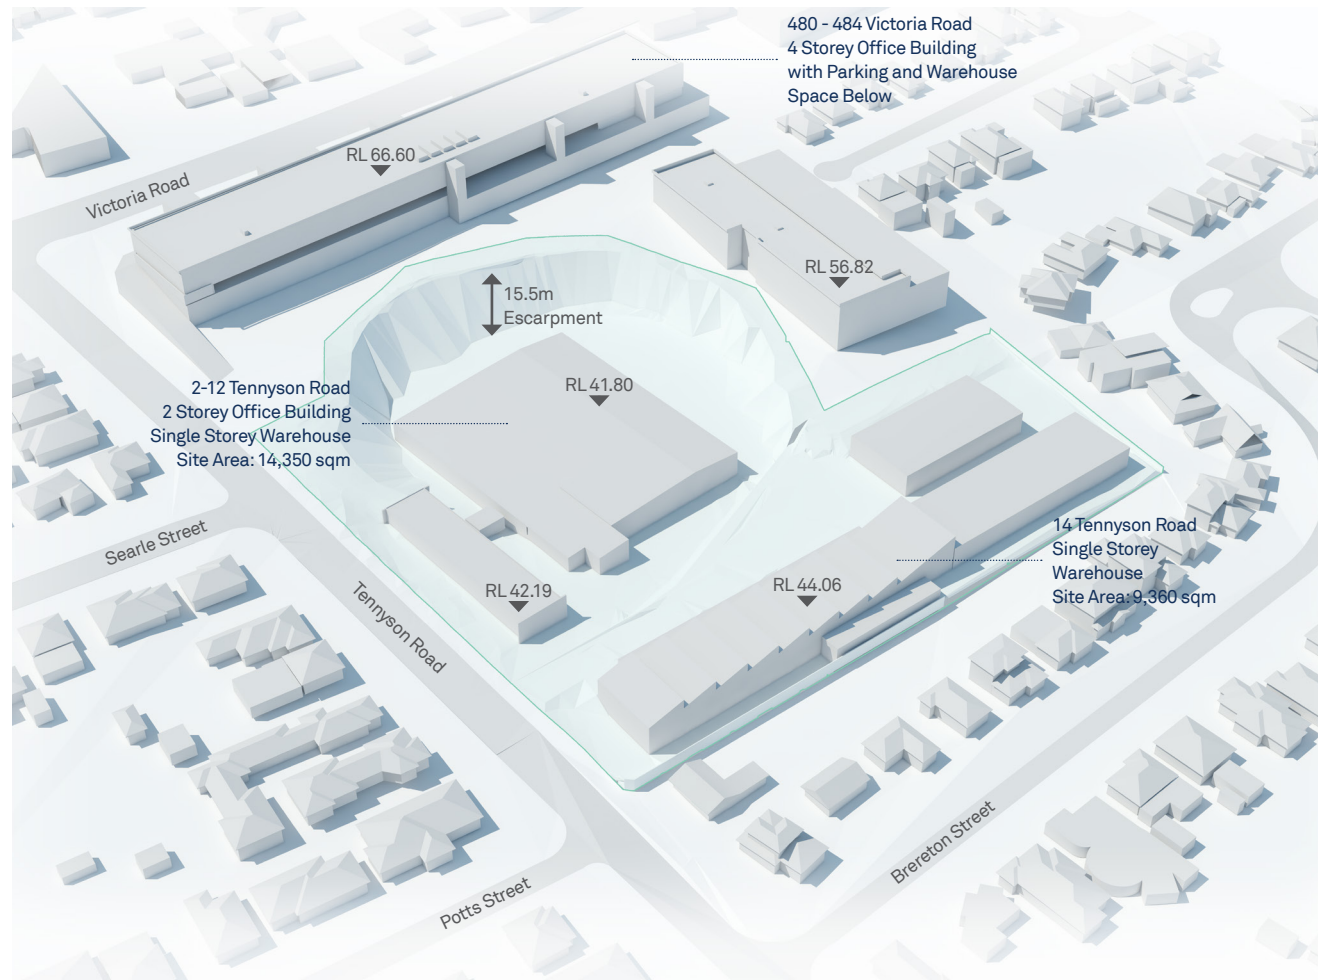 480 - 484 Victoria Road
4 Storey Office Building
with Parking and Warehouse
Space Below
RL 66.60
Victoria Road
RL 56.82
15.5m
Escarpment
2-12 Tennyson Road
2 Storey Office Building
Single Storey Warehouse
Site Area: 14,350 sqm
RL 41.80
Searle Street
14 Tennyson Road
Single Storey
Warehouse
Site Area: 9,360 sqm
RL 42.19
RL 44.06
Tennyson Road
Brereton Street
Potts Street